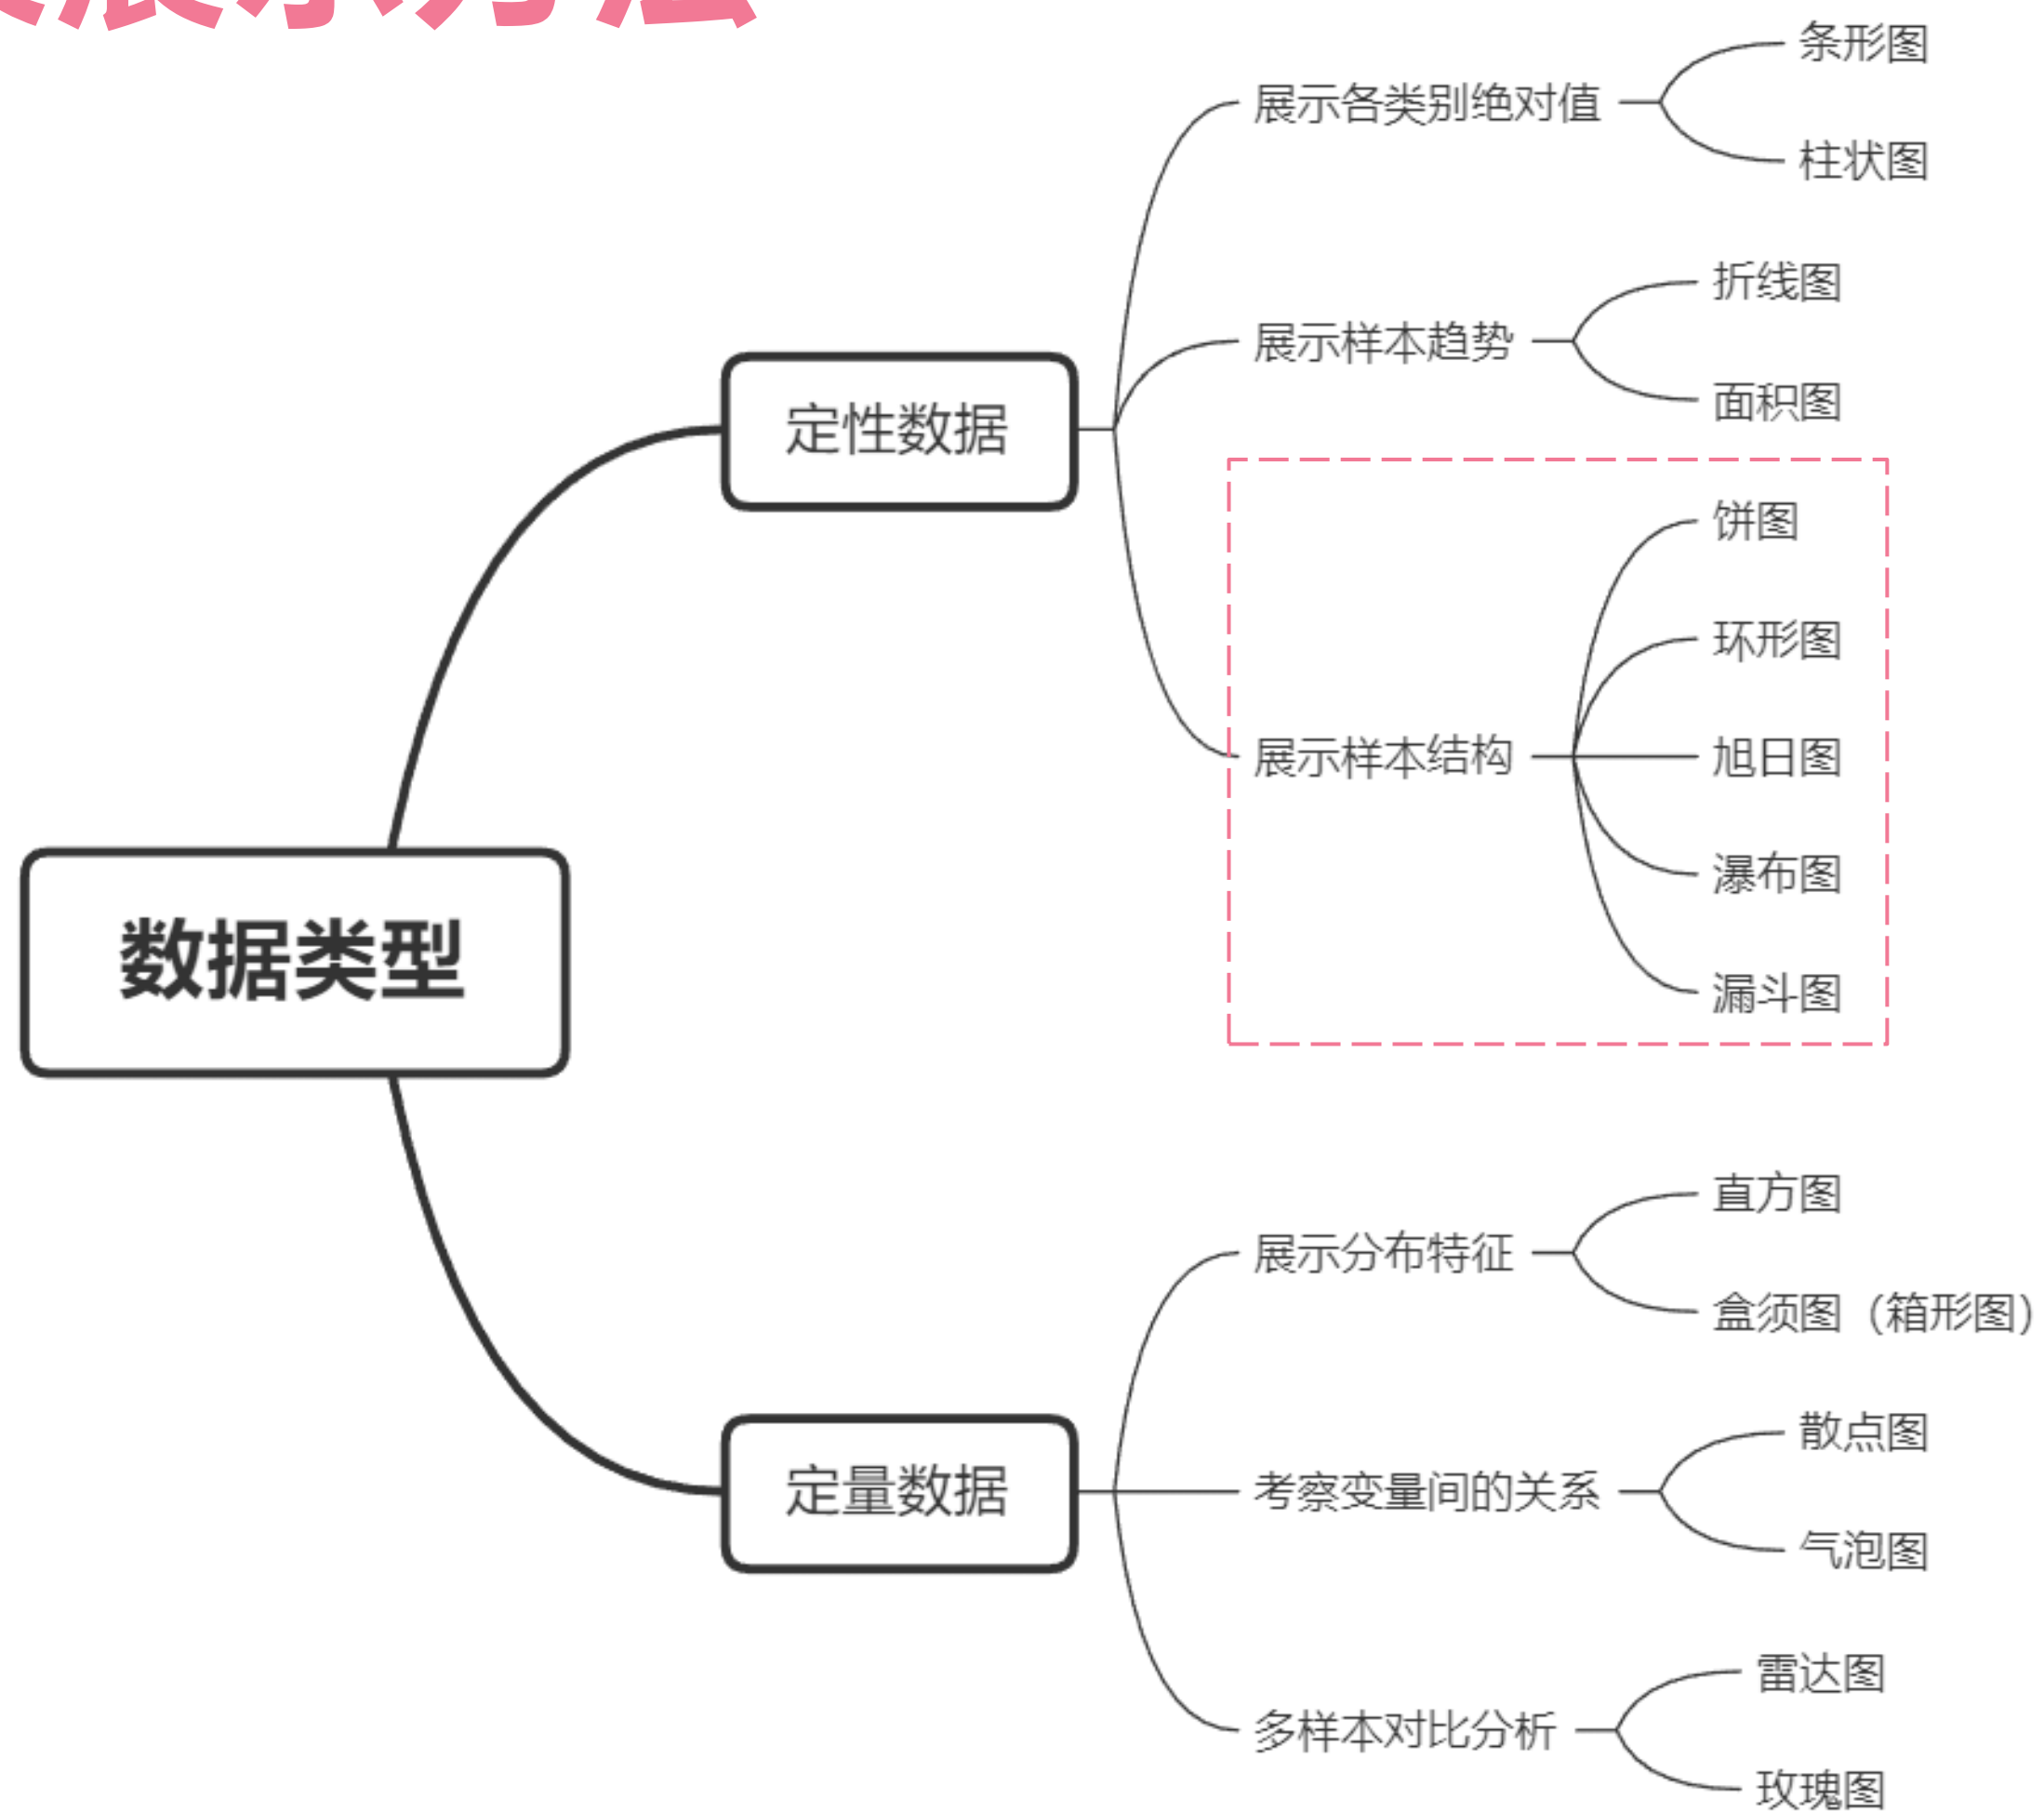 展示方法
条形图
展示各类别绝对值
柱状图
折线图
展示样本趋势
面积图
定性数据
饼图
环形图
展示样本结构
旭日图
瀑布图
漏斗图
数据类型
直方图
展示分布特征
盒须图（箱形图）
定量数据
散点图
考察变量间的关系
气泡图
雷达图
多样本对比分析
玫瑰图